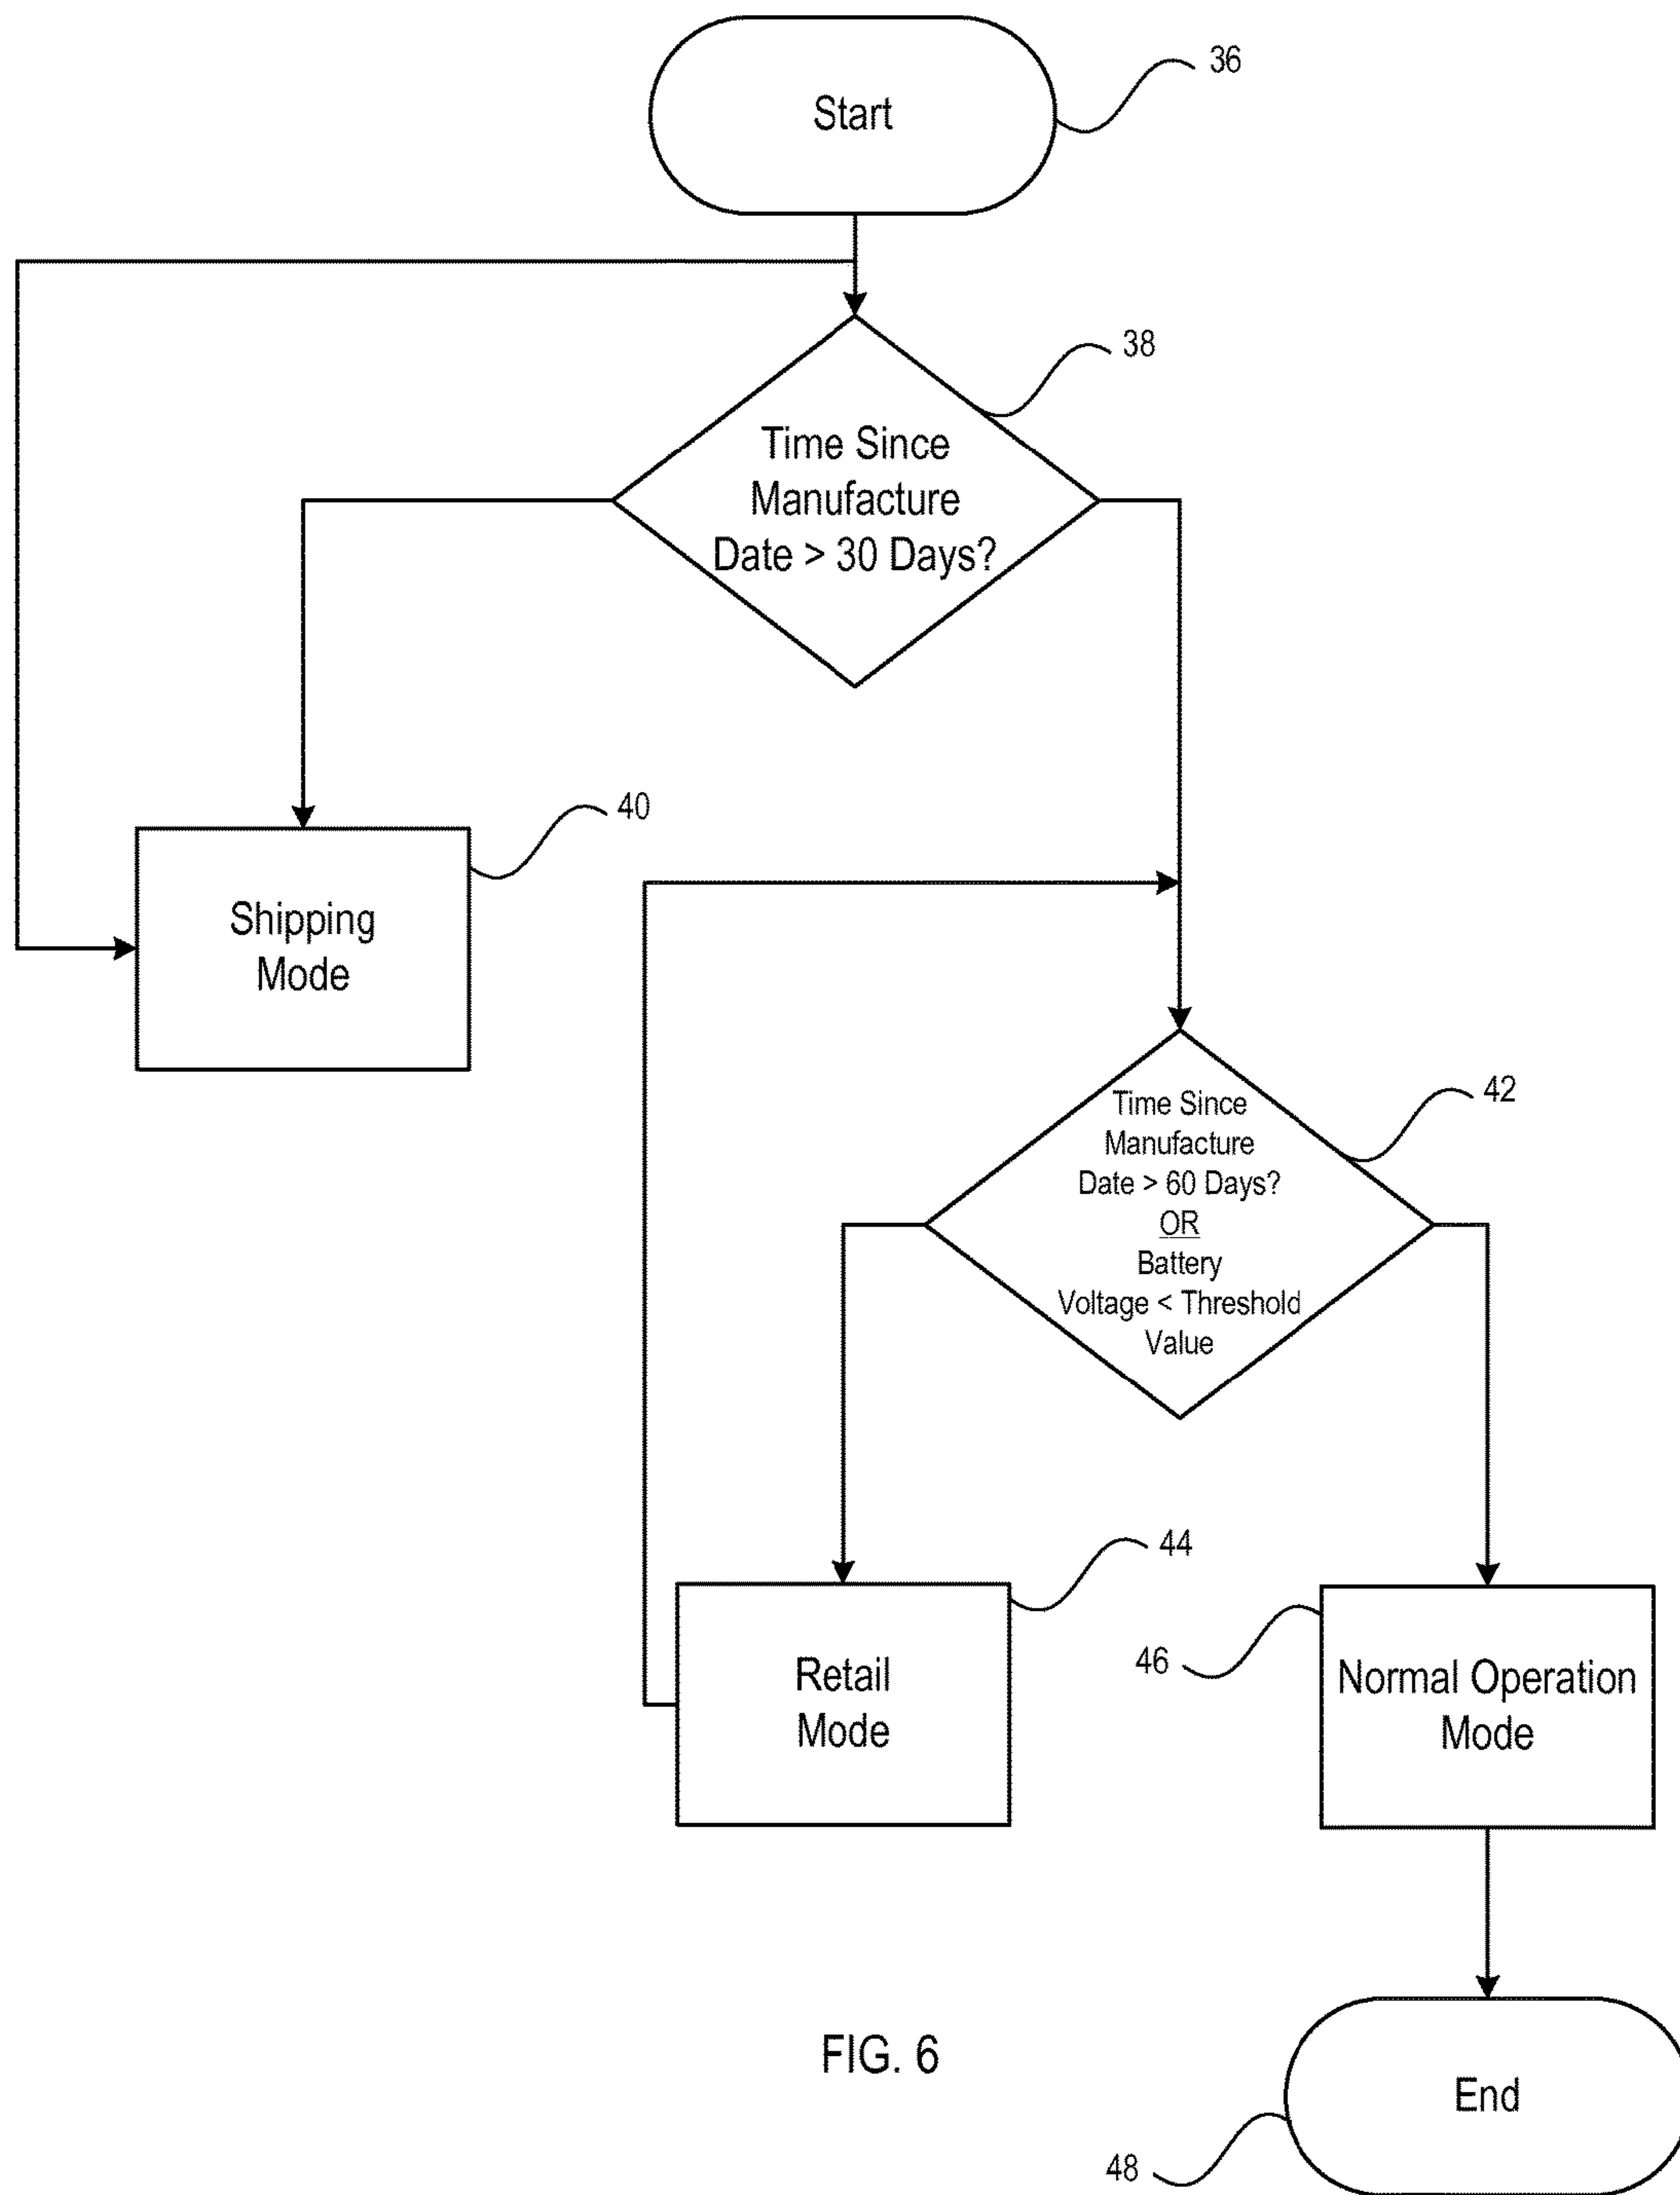 Start
36
38
Time Since
Manufacture
Date > 30 Days?
40
Shipping
Mode
42
Time Since
Manufacture
Date > 60 Days?
OR
Battery
Voltage < Threshold
Value
44
Retail
Mode
46
Normal Operation
Mode
FIG. 6
End
48